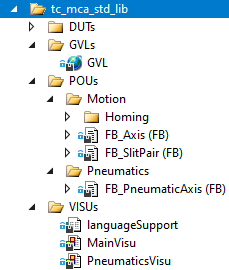 tc_mca_std_lib
DUTs
GVLs
GVL
POUs
Motion
Homing
FB_Axis (FB)
FB_SlitPair (FB)
Pneumatics
FB_PneumaticAxis (FB)
VISUs
languageSupport
MainVisu
PneumaticsVisu